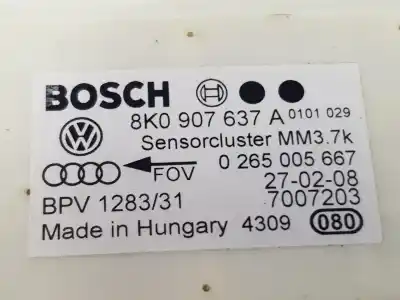 BOSCH
8K0 907 637 A 0101 029
Sensorcluster MM3.7k
FOV 0 265 005 667
27-02-08
BPV 1283/31 7007203
Made in Hungary 4309 080